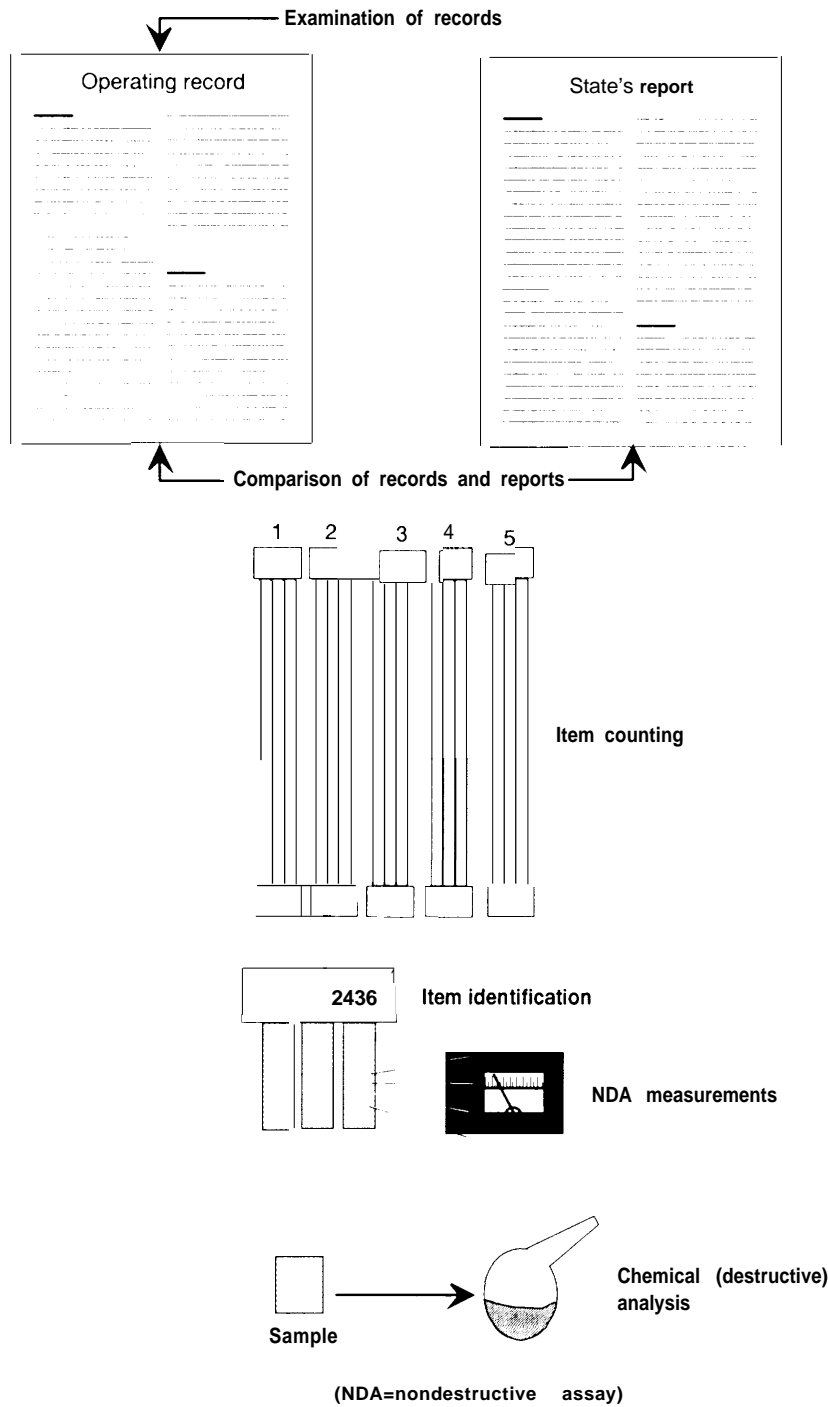 Examination of records
Operating record
State's report
Comparison of records and reports
1 2 3 4 5
Item counting
2436
Item identification
NDA measurements
Chemical (destructive)
analysis
Sample
(NDA=nondestructive assay)